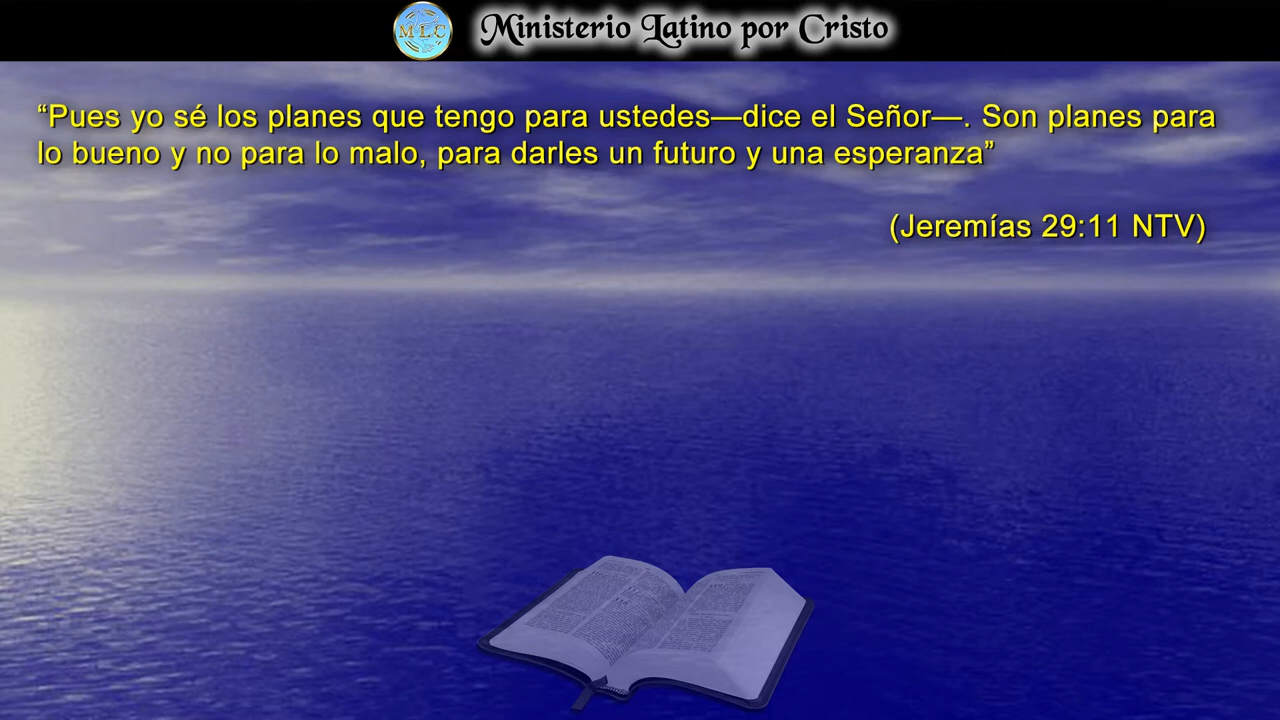 MLC
Ministerio Latino por Cristo
“Pues yo sé los planes que tengo para ustedes—dice el Señor—. Son planes para
lo bueno y no para lo malo, para darles un futuro y una esperanza”
(Jeremías 29:11 NTV)